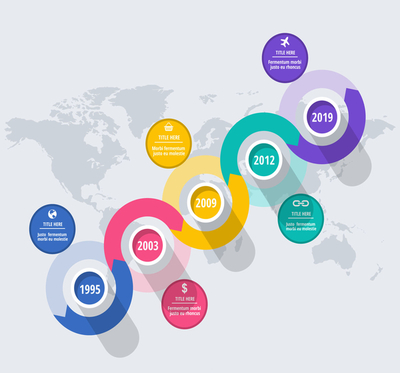 TITLE HERE
Fermentum morbi
justo eu rhoncus
2019
TITLE HERE
Morbi fermentum
justo eu molestie
2012
2009
TITLE HERE
Justo fermentum
morbi eu molestie
TITLE HERE
Justo fermentum
morbi eu molestie
2003
1995
$
TITLE HERE
Fermentum morbi
justo eu rhoncus